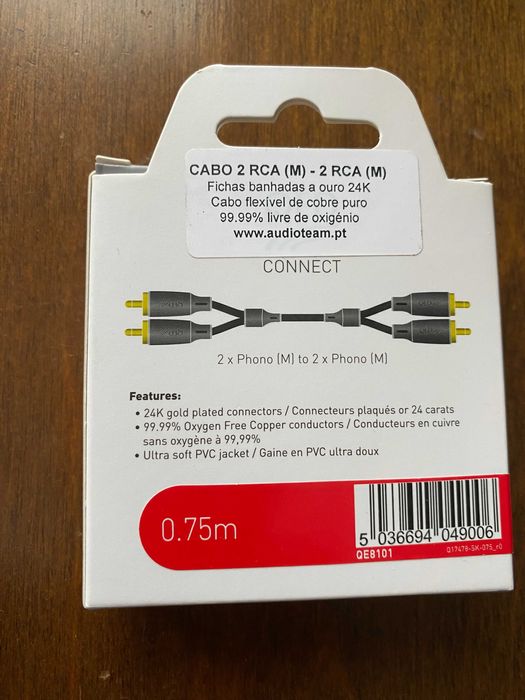 CABO 2 RCA (M) - 2 RCA (M)
Fichas banhadas a ouro 24K
Cabo flexível de cobre puro
99.99% livre de oxigénio
www.audioteam.pt
CONNECT
2 x Phono (M) to 2 x Phono (M)
Features:
• 24K gold plated connectors / Connecteurs plaqués or 24 carats
• 99.99% Oxygen Free Copper conductors / Conducteurs en cuivre
sans oxygène à 99,99%
• Ultra soft PVC jacket / Gaine en PVC ultra doux
0.75m
5 036694 049006
QE8101
Q17478-SK-075_r0